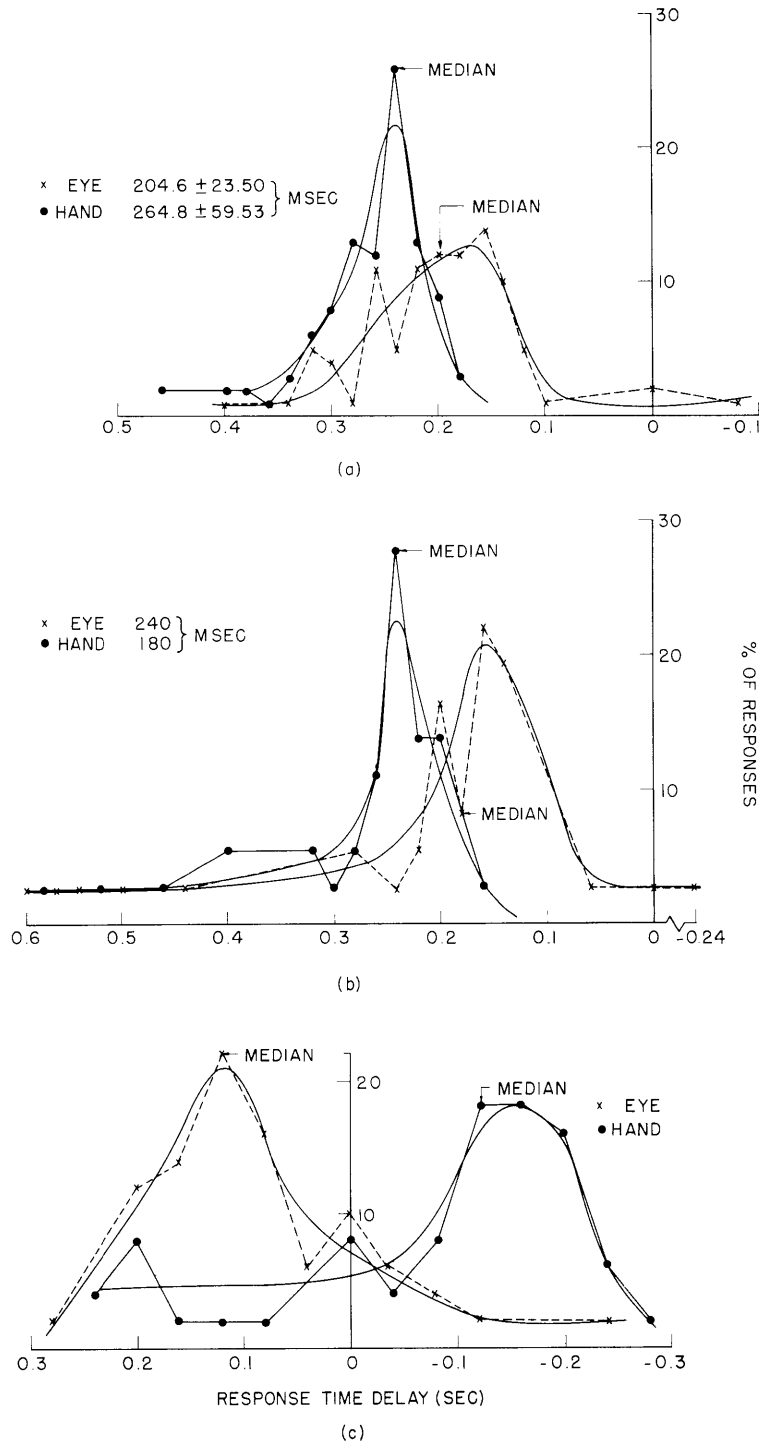 30
MEDIAN
20
x EYE 204.6 ± 23.50 } MSEC
• HAND 264.8 ± 59.53
MEDIAN
10
0.5 0.4 0.3 0.2 0.1 0 -0.1
(a)
30
MEDIAN
x EYE 240 } MSEC
• HAND 180
20
% OF RESPONSES
10
MEDIAN
0.6 0.5 0.4 0.3 0.2 0.1 0 -0.24
(b)
MEDIAN
20
MEDIAN
x EYE
• HAND
10
0.3 0.2 0.1 0 -0.1 -0.2 -0.3
RESPONSE TIME DELAY (SEC)
(c)